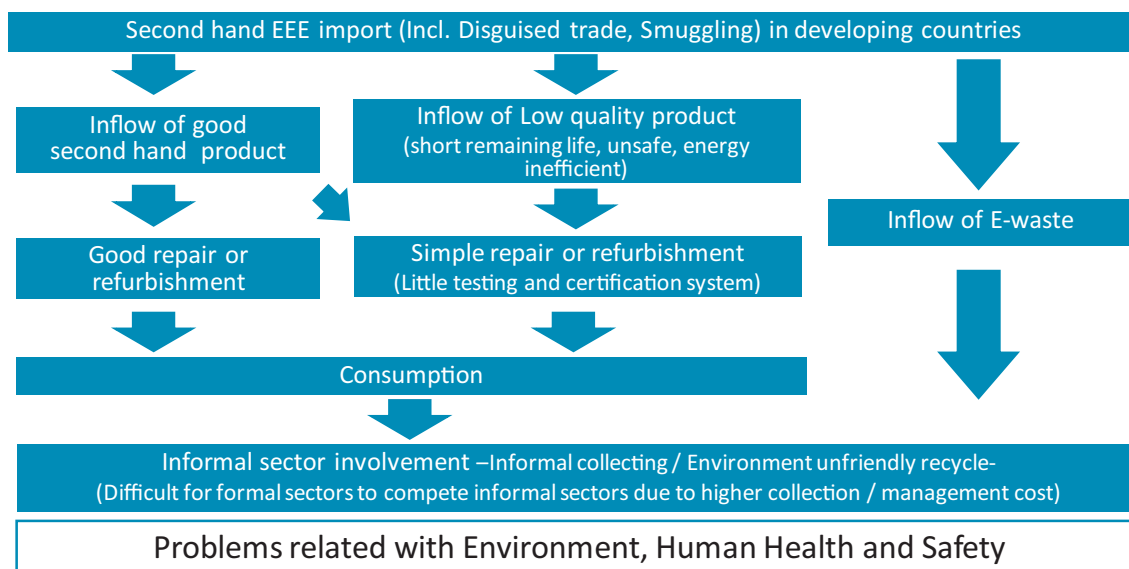 Second hand EEE import (Incl. Disguised trade, Smuggling) in developing countries
Inflow of good
second hand product
Inflow of Low quality product
(short remaining life, unsafe, energy
inefficient)
Inflow of E-waste
Good repair or
refurbishment
Simple repair or refurbishment
(Little testing and certification system)
Consumption
Informal sector involvement –Informal collecting / Environment unfriendly recycle-
(Difficult for formal sectors to compete informal sectors due to higher collection / management cost)
Problems related with Environment, Human Health and Safety